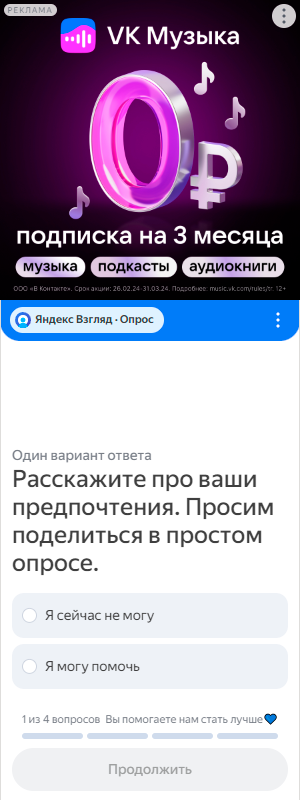 РЕКЛАМА
VK Музыка
0₽
подписка на 3 месяца
музыка подкасты аудиокниги
ООО «В Контакте». Срок акции: 26.02.24-31.03.24. Подробнее: music.vk.com/rules/tr. 12+
Яндекс Взгляд · Опрос
Один вариант ответа
Расскажите про ваши
предпочтения. Просим
поделиться в простом
опросе.
Я сейчас не могу
Я могу помочь
1 из 4 вопросов Вы помогаете нам стать лучше
Продолжить